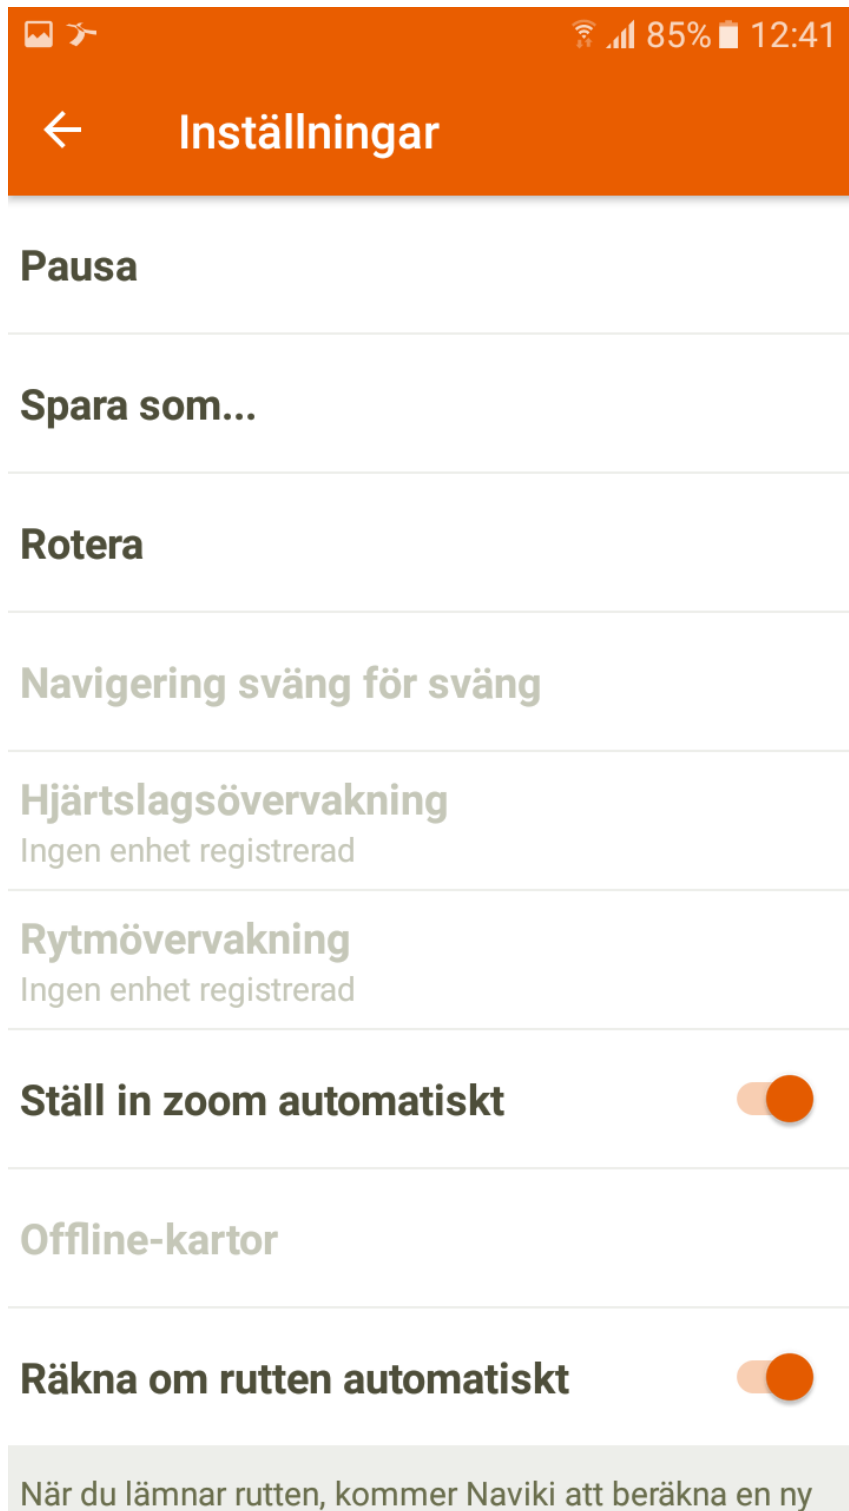 85% 12:41
Inställningar
Pausa
Spara som...
Rotera
Navigering sväng för sväng
Hjärtslagsövervakning
Ingen enhet registrerad
Rytmövervakning
Ingen enhet registrerad
Ställ in zoom automatiskt
Offline-kartor
Räkna om rutten automatiskt
När du lämnar rutten, kommer Naviki att beräkna en ny